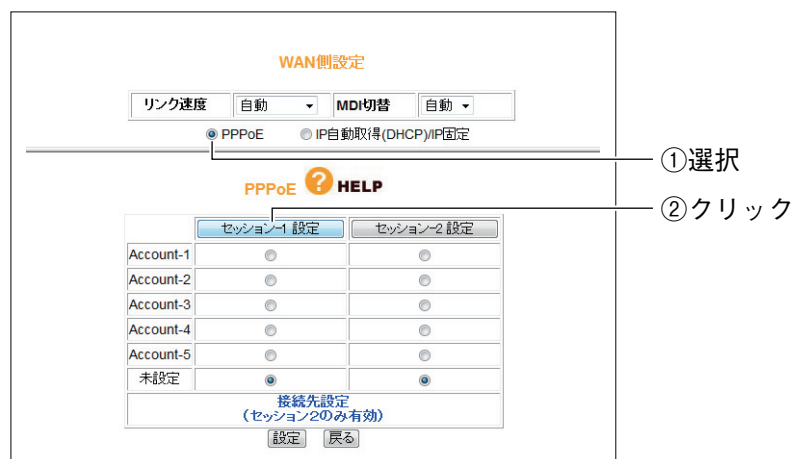 WAN側設定
リンク速度 自動 MDI切替 自動
PPPoE IP自動取得(DHCP)/IP固定
①選択
PPPoE ? HELP
②クリック
セッション-1 設定 セッション-2 設定
Account-1
Account-2
Account-3
Account-4
Account-5
未設定
接続先設定
(セッション2のみ有効)
設定 戻る